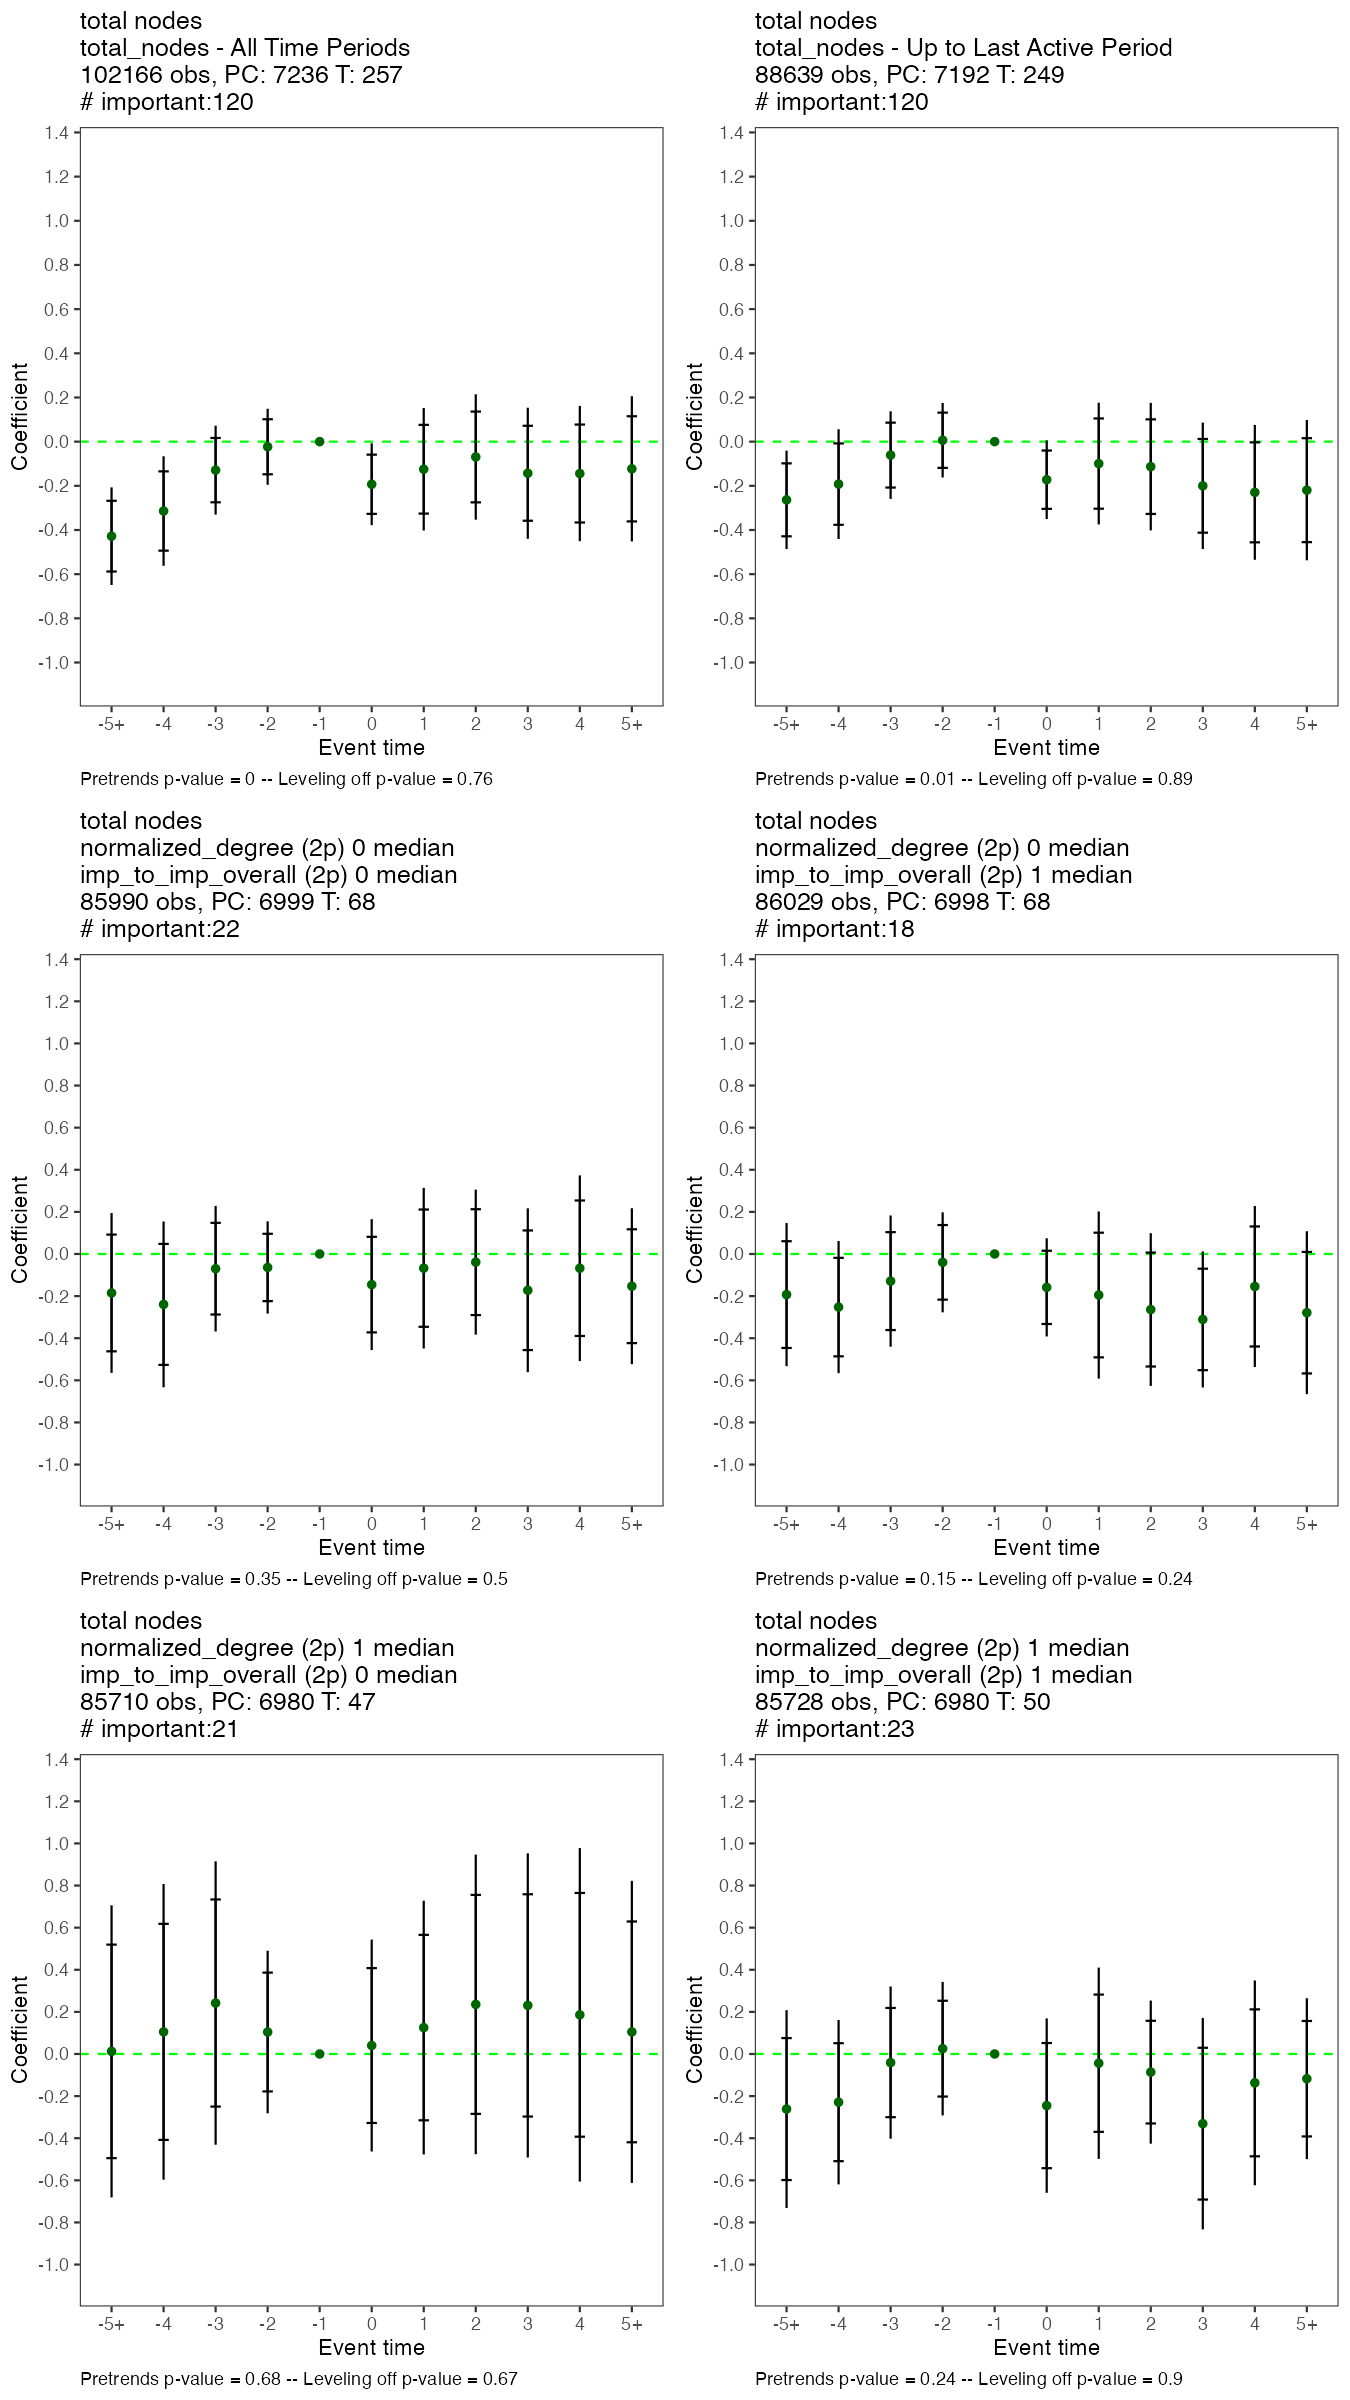 total nodes
total_nodes - All Time Periods
102166 obs, PC: 7236 T: 257
# important:120
1.4
1.2
1.0
0.8
0.6
0.4
0.2
0.0
-0.2
-0.4
-0.6
-0.8
-1.0
Coefficient
-5+ -4 -3 -2 -1 0 1 2 3 4 5+
Event time
Pretrends p-value = 0 -- Leveling off p-value = 0.76
total nodes
total_nodes - Up to Last Active Period
88639 obs, PC: 7192 T: 249
# important:120
1.4
1.2
1.0
0.8
0.6
0.4
0.2
0.0
-0.2
-0.4
-0.6
-0.8
-1.0
Coefficient
-5+ -4 -3 -2 -1 0 1 2 3 4 5+
Event time
Pretrends p-value = 0.01 -- Leveling off p-value = 0.89
total nodes
normalized_degree (2p) 0 median
imp_to_imp_overall (2p) 0 median
85990 obs, PC: 6999 T: 68
# important:22
1.4
1.2
1.0
0.8
0.6
0.4
0.2
0.0
-0.2
-0.4
-0.6
-0.8
-1.0
Coefficient
-5+ -4 -3 -2 -1 0 1 2 3 4 5+
Event time
Pretrends p-value = 0.35 -- Leveling off p-value = 0.5
total nodes
normalized_degree (2p) 0 median
imp_to_imp_overall (2p) 1 median
86029 obs, PC: 6998 T: 68
# important:18
1.4
1.2
1.0
0.8
0.6
0.4
0.2
0.0
-0.2
-0.4
-0.6
-0.8
-1.0
Coefficient
-5+ -4 -3 -2 -1 0 1 2 3 4 5+
Event time
Pretrends p-value = 0.15 -- Leveling off p-value = 0.24
total nodes
normalized_degree (2p) 1 median
imp_to_imp_overall (2p) 0 median
85710 obs, PC: 6980 T: 47
# important:21
1.4
1.2
1.0
0.8
0.6
0.4
0.2
0.0
-0.2
-0.4
-0.6
-0.8
-1.0
Coefficient
-5+ -4 -3 -2 -1 0 1 2 3 4 5+
Event time
Pretrends p-value = 0.68 -- Leveling off p-value = 0.67
total nodes
normalized_degree (2p) 1 median
imp_to_imp_overall (2p) 1 median
85728 obs, PC: 6980 T: 50
# important:23
1.4
1.2
1.0
0.8
0.6
0.4
0.2
0.0
-0.2
-0.4
-0.6
-0.8
-1.0
Coefficient
-5+ -4 -3 -2 -1 0 1 2 3 4 5+
Event time
Pretrends p-value = 0.24 -- Leveling off p-value = 0.9